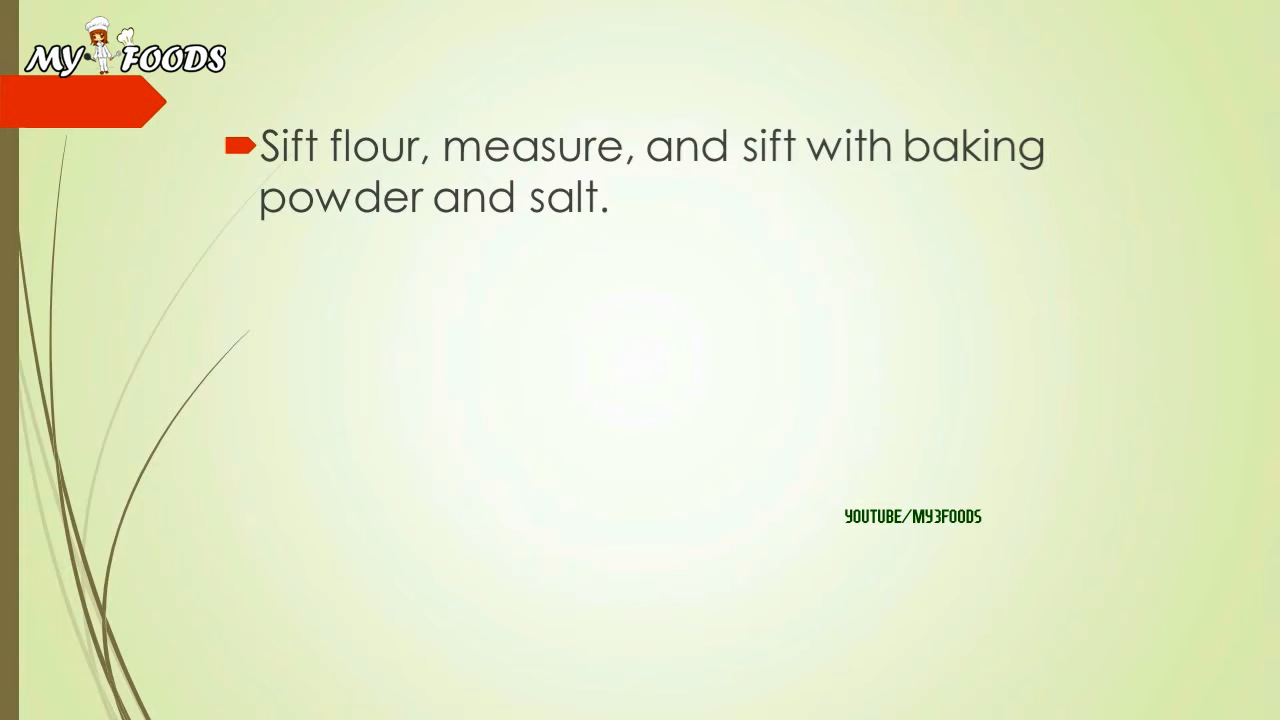 MY FOODS
Sift flour, measure, and sift with baking
powder and salt.
YOUTUBE/MY3FOODS